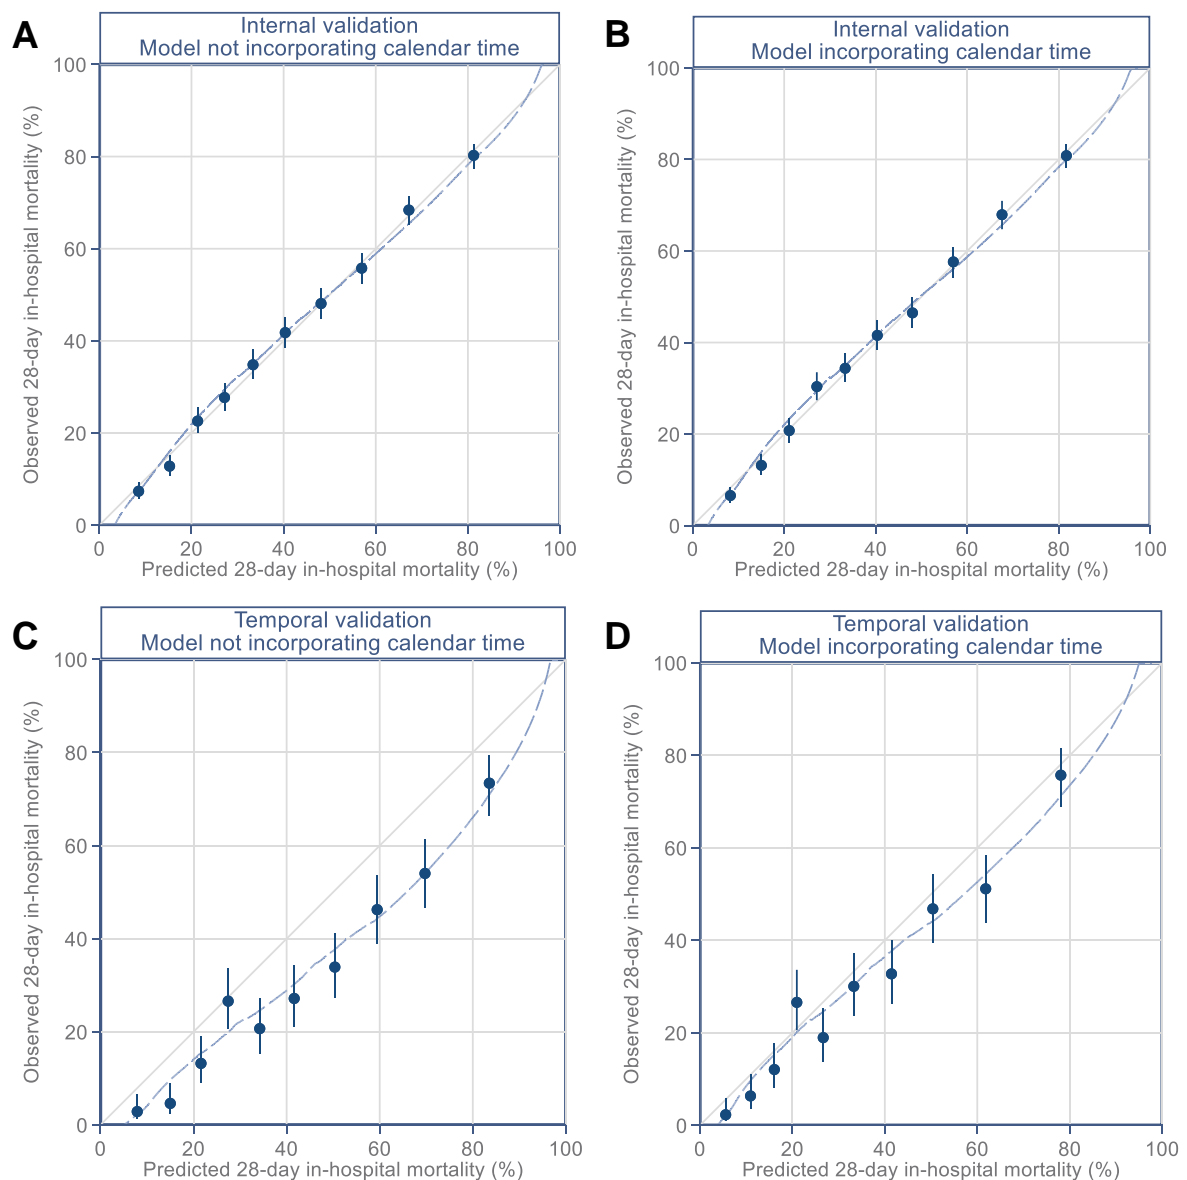 A
Internal validation
Model not incorporating calendar time
100
80
60
40
20
0
Observed 28-day in-hospital mortality (%)
0 20 40 60 80 100
Predicted 28-day in-hospital mortality (%)
B
Internal validation
Model incorporating calendar time
100
80
60
40
20
0
Observed 28-day in-hospital mortality (%)
0 20 40 60 80 100
Predicted 28-day in-hospital mortality (%)
C
Temporal validation
Model not incorporating calendar time
100
80
60
40
20
0
Observed 28-day in-hospital mortality (%)
0 20 40 60 80 100
Predicted 28-day in-hospital mortality (%)
D
Temporal validation
Model incorporating calendar time
100
80
60
40
20
0
Observed 28-day in-hospital mortality (%)
0 20 40 60 80 100
Predicted 28-day in-hospital mortality (%)